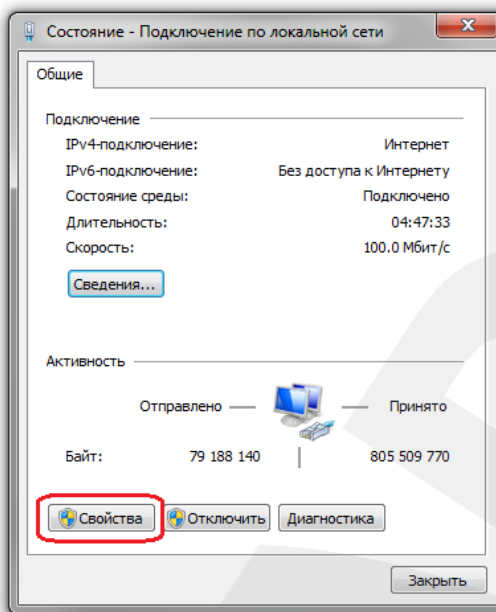 Состояние - Подключение по локальной сети
Общие
Подключение
IPv4-подключение: Интернет
IPv6-подключение: Без доступа к Интернету
Состояние среды: Подключено
Длительность: 04:47:33
Скорость: 100.0 Мбит/с
Сведения...
Активность
Отправлено — — Принято
Байт: 79 188 140 | 805 509 770
Свойства Отключить Диагностика
Закрыть